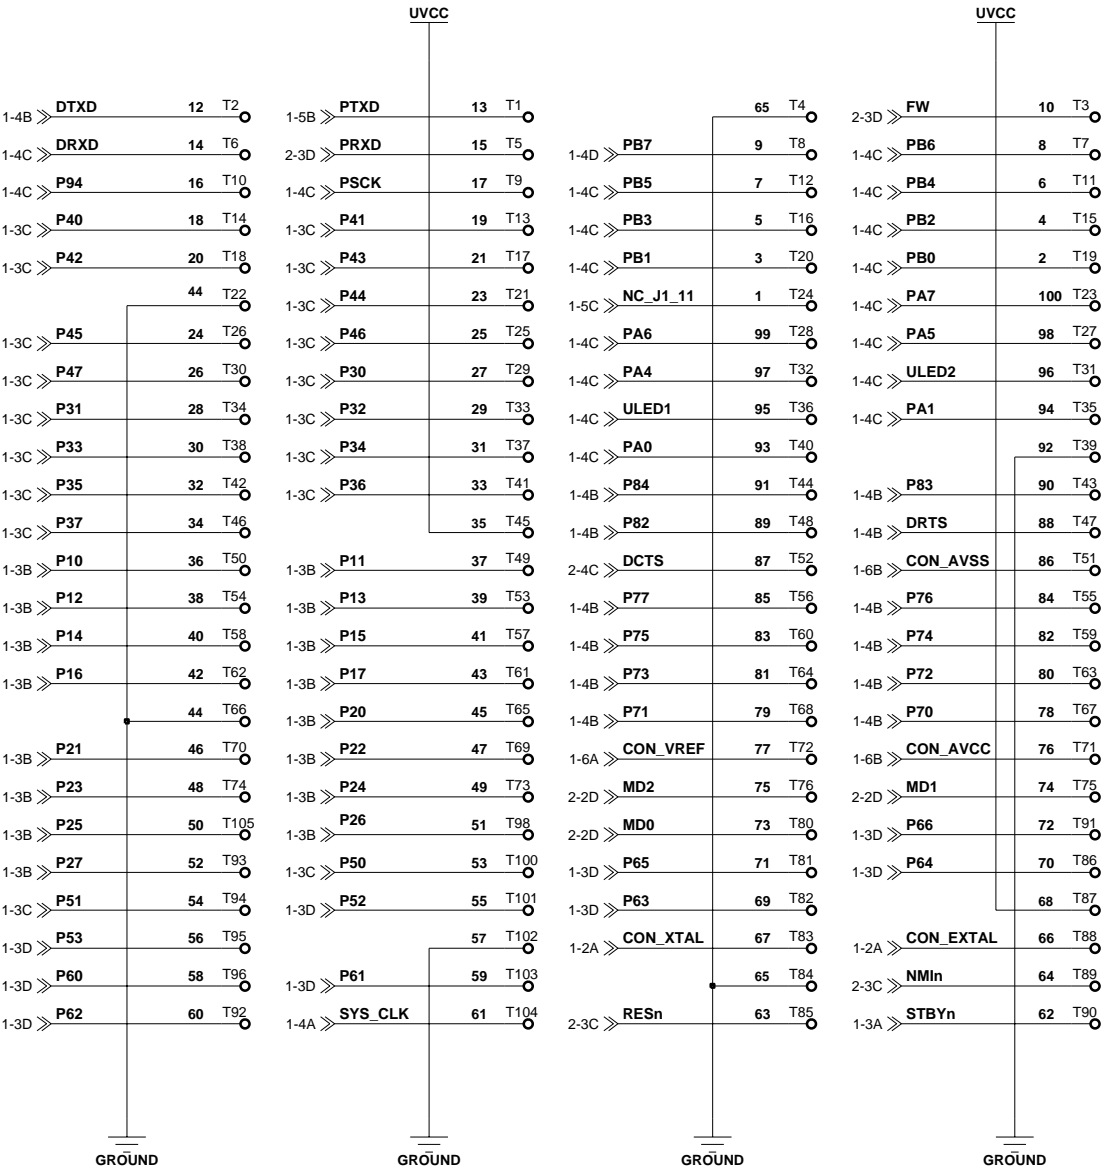 UVCC UVCC
1-4B DTXD 12 T2 1-5B PTXD 13 T1 65 T4 2-3D FW 10 T3
1-4C DRXD 14 T6 2-3D PRXD 15 T5 1-4D PB7 9 T8 1-4C PB6 8 T7
1-4C P94 16 T10 1-4C PSCK 17 T9 1-4C PB5 7 T12 1-4C PB4 6 T11
1-3C P40 18 T14 1-3C P41 19 T13 1-4C PB3 5 T16 1-4C PB2 4 T15
1-3C P42 20 T18 1-3C P43 21 T17 1-4C PB1 3 T20 1-4C PB0 2 T19
44 T22 1-3C P44 23 T21 1-5C NC_J1_11 1 T24 1-4C PA7 100 T23
1-3C P45 24 T26 1-3C P46 25 T25 1-4C PA6 99 T28 1-4C PA5 98 T27
1-3C P47 26 T30 1-3C P30 27 T29 1-4C PA4 97 T32 1-4C ULED2 96 T31
1-3C P31 28 T34 1-3C P32 29 T33 1-4C ULED1 95 T36 1-4C PA1 94 T35
1-3C P33 30 T38 1-3C P34 31 T37 1-4C PA0 93 T40 92 T39
1-3C P35 32 T42 1-3C P36 33 T41 1-4B P84 91 T44 1-4B P83 90 T43
1-3C P37 34 T46 35 T45 1-4B P82 89 T48 1-4B DRTS 88 T47
1-3B P10 36 T50 1-3B P11 37 T49 2-4C DCTS 87 T52 1-6B CON_AVSS 86 T51
1-3B P12 38 T54 1-3B P13 39 T53 1-4B P77 85 T56 1-4B P76 84 T55
1-3B P14 40 T58 1-3B P15 41 T57 1-4B P75 83 T60 1-4B P74 82 T59
1-3B P16 42 T62 1-3B P17 43 T61 1-4B P73 81 T64 1-4B P72 80 T63
44 T66 1-3B P20 45 T65 1-4B P71 79 T68 1-4B P70 78 T67
1-3B P21 46 T70 1-3B P22 47 T69 1-6A CON_VREF 77 T72 1-6B CON_AVCC 76 T71
1-3B P23 48 T74 1-3B P24 49 T73 2-2D MD2 75 T76 2-2D MD1 74 T75
1-3B P25 50 T105 1-3B P26 51 T98 2-2D MD0 73 T80 1-3D P66 72 T91
1-3B P27 52 T93 1-3C P50 53 T100 1-3D P65 71 T81 1-3D P64 70 T86
1-3C P51 54 T94 1-3D P52 55 T101 1-3D P63 69 T82 68 T87
1-3D P53 56 T95 57 T102 1-2A CON_XTAL 67 T83 1-2A CON_EXTAL 66 T88
1-3D P60 58 T96 1-3D P61 59 T103 65 T84 2-3C NMIn 64 T89
1-3D P62 60 T92 1-4A SYS_CLK 61 T104 2-3C RESn 63 T85 1-3A STBYn 62 T90
GROUND GROUND GROUND GROUND